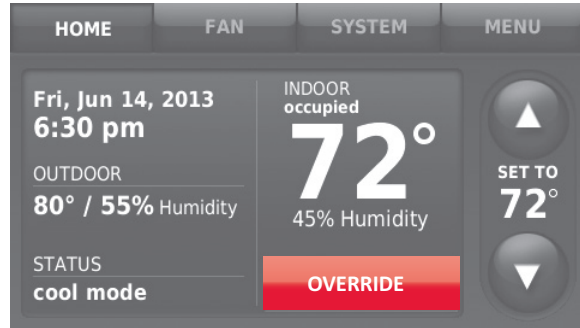 HOME FAN SYSTEM MENU
Fri, Jun 14, 2013
6:30 pm
OUTDOOR
80° / 55% Humidity
STATUS
cool mode
INDOOR
occupied
72°
45% Humidity
OVERRIDE
SET TO
72°